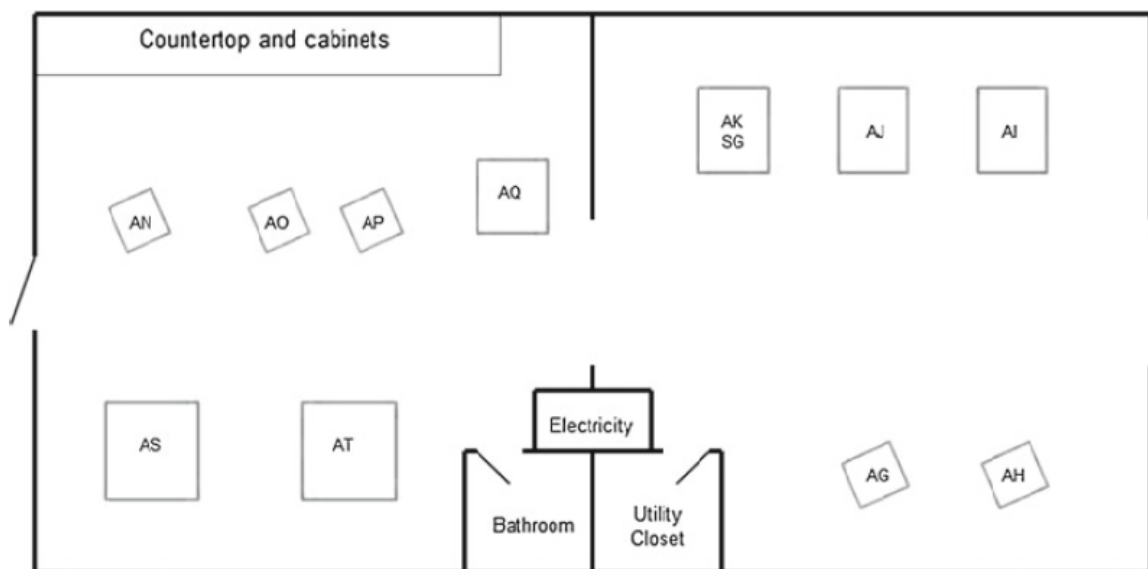 Countertop and cabinets
AK
SG
AJ
AI
AN
AO
AP
AQ
AS
AT
Electricity
Bathroom
Utility
Closet
AG
AH